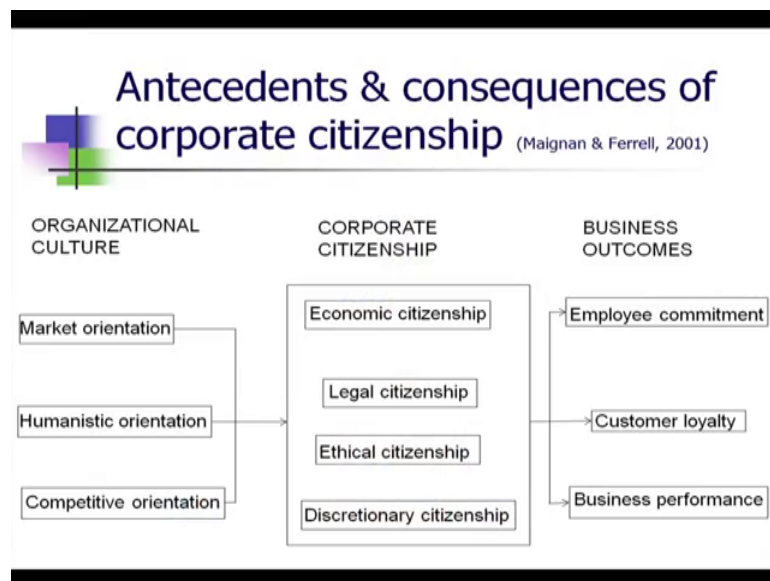 Antecedents & consequences of
corporate citizenship (Maignan & Ferrell, 2001)
ORGANIZATIONAL
CULTURE
Market orientation
Humanistic orientation
Competitive orientation
CORPORATE
CITIZENSHIP
Economic citizenship
Legal citizenship
Ethical citizenship
Discretionary citizenship
BUSINESS
OUTCOMES
Employee commitment
Customer loyalty
Business performance